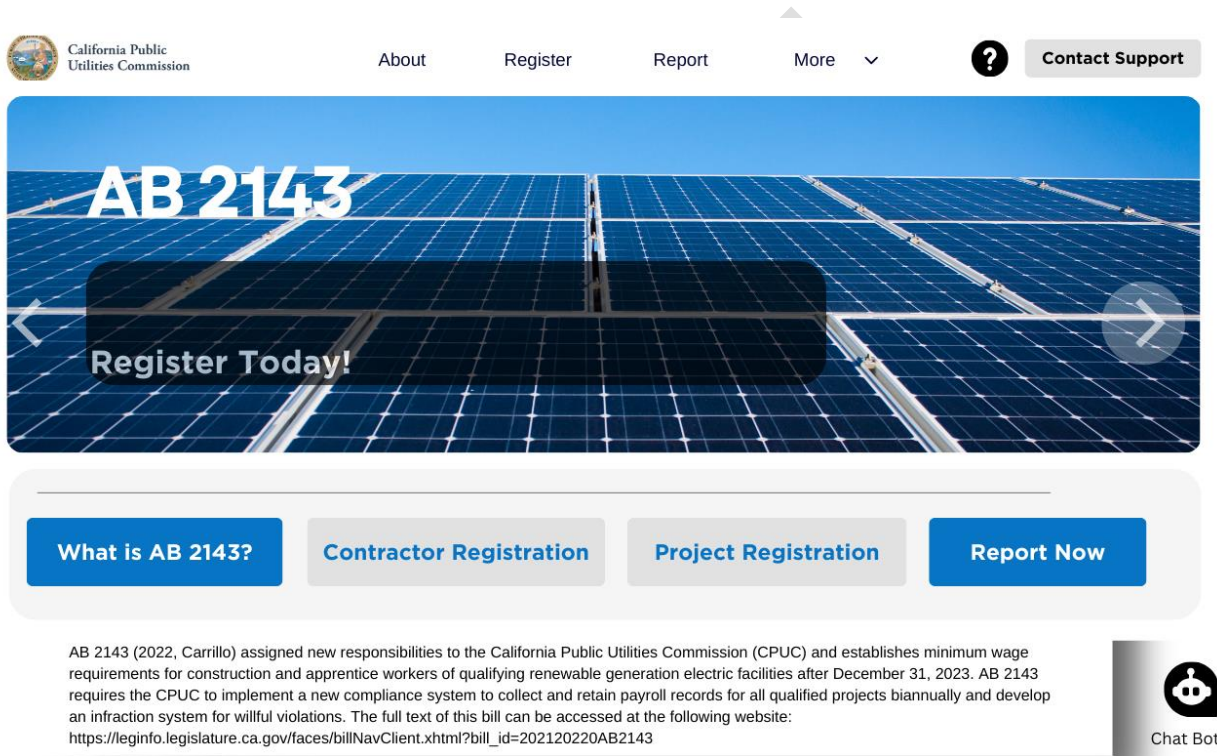 California Public
Utilities Commission
About
Register
Report
More
?
Contact Support
AB 2143
Register Today!
What is AB 2143?
Contractor Registration
Project Registration
Report Now
AB 2143 (2022, Carrillo) assigned new responsibilities to the California Public Utilities Commission (CPUC) and establishes minimum wage
requirements for construction and apprentice workers of qualifying renewable generation electric facilities after December 31, 2023. AB 2143
requires the CPUC to implement a new compliance system to collect and retain payroll records for all qualified projects biannually and develop
an infraction system for willful violations. The full text of this bill can be accessed at the following website:
https://leginfo.legislature.ca.gov/faces/billNavClient.xhtml?bill_id=202120220AB2143
Chat Bot